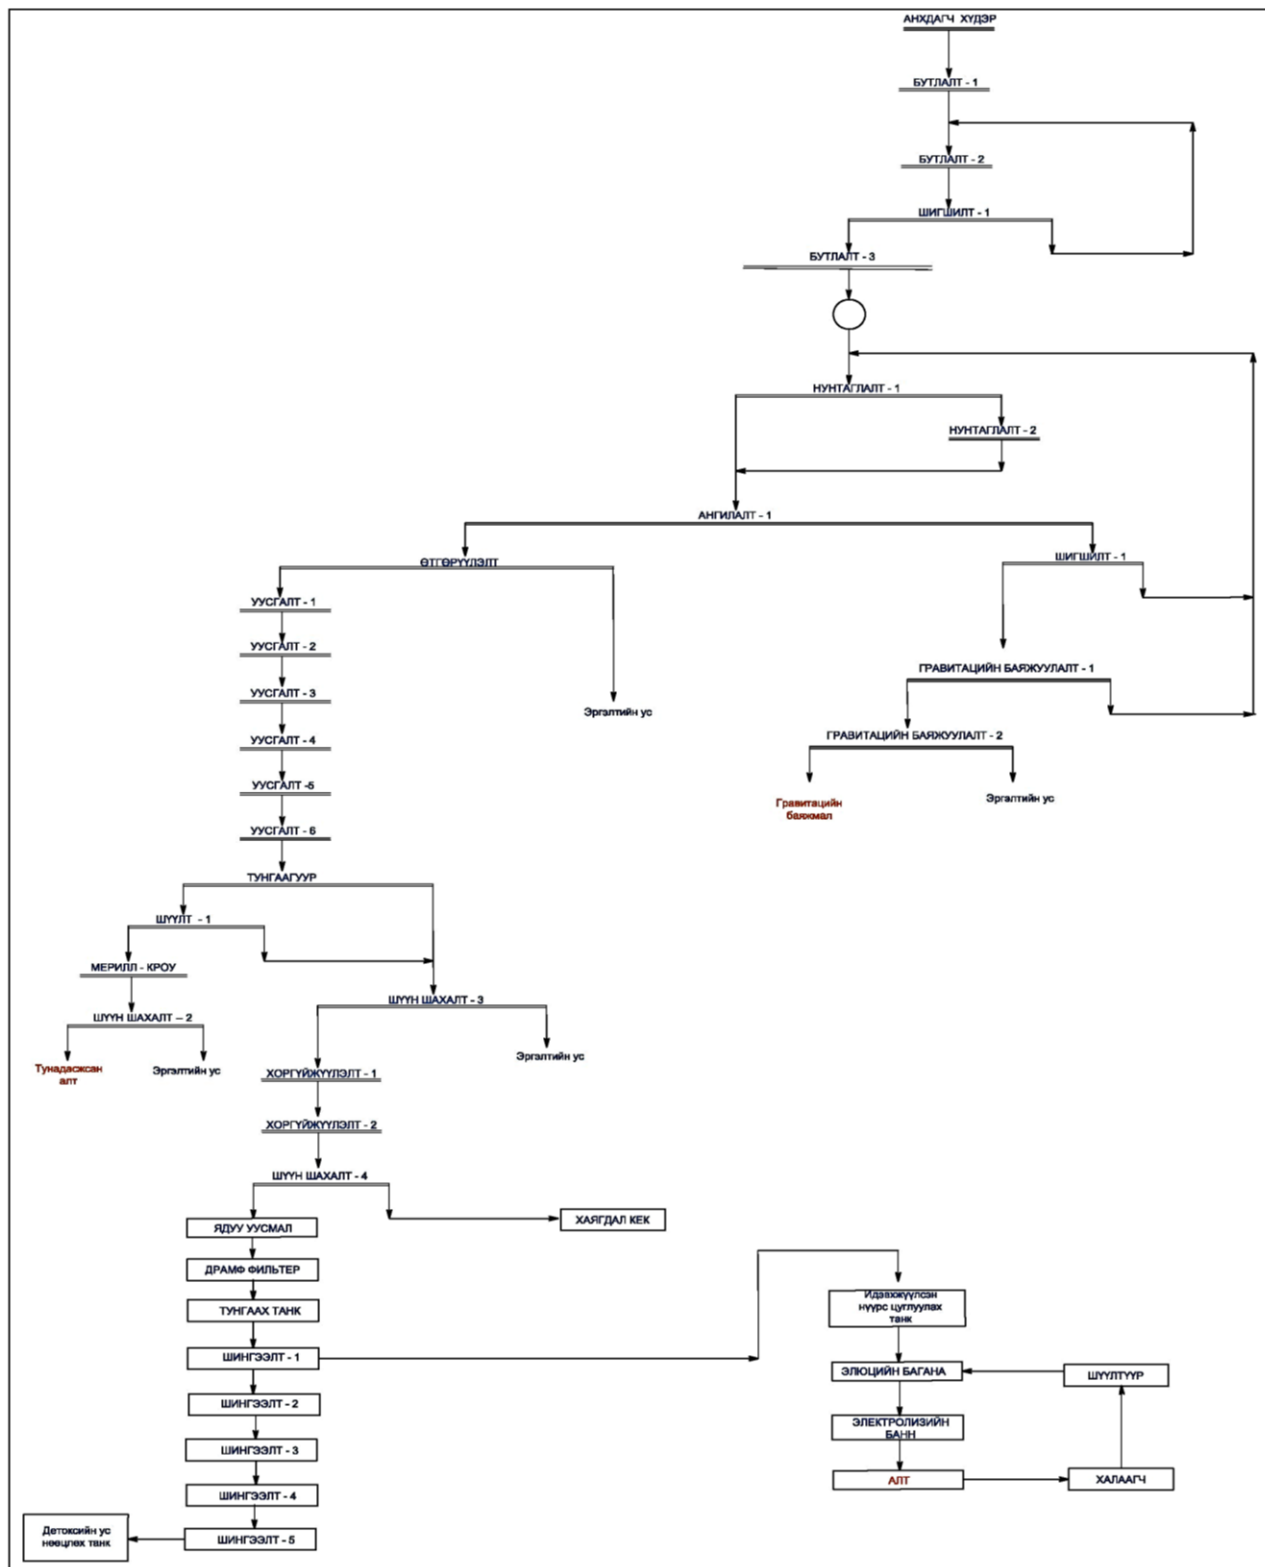 АНХДАГЧ ХҮДЭР
БУТЛАЛТ - 1
БУТЛАЛТ - 2
ШИГШИЛТ - 1
БУТЛАЛТ - 3
НУНТАГЛАЛТ - 1
НУНТАГЛАЛТ - 2
АНГИЛАЛТ - 1
ӨТГӨРҮҮЛЭЛТ
ШИГШИЛТ - 1
УУСГАЛТ - 1
УУСГАЛТ - 2
УУСГАЛТ - 3
УУСГАЛТ - 4
УУСГАЛТ -5
УУСГАЛТ - 6
Эргэлтийн ус
ГРАВИТАЦИЙН БАЯЖУУЛАЛТ - 1
ГРАВИТАЦИЙН БАЯЖУУЛАЛТ - 2
Гравитацийн
баяжмал
Эргэлтийн ус
ТУНГААГУУР
ШҮҮЛТ - 1
МЕРИЛЛ - КРОУ
ШҮҮН ШАХАЛТ – 2
Тунадасжсан
алт
Эргэлтийн ус
ШҮҮН ШАХАЛТ - 3
Эргэлтийн ус
ХОРГҮЙЖҮҮЛЭЛТ - 1
ХОРГҮЙЖҮҮЛЭЛТ - 2
ШҮҮН ШАХАЛТ - 4
ЯДУУ УУСМАЛ
ХАЯГДАЛ КЕК
ДРАМФ ФИЛЬТЕР
ТУНГААХ ТАНК
ШИНГЭЭЛТ - 1
ШИНГЭЭЛТ - 2
ШИНГЭЭЛТ - 3
ШИНГЭЭЛТ - 4
ШИНГЭЭЛТ - 5
Детоксийн ус
нөөцлөх танк
Идэвхжүүлсэн
нүүрс цуглуулах
танк
ЭЛЮЦИЙН БАГАНА
ШҮҮЛТҮҮР
ЭЛЕКТРОЛИЗИЙН
БАНН
АЛТ
ХАЛААГЧ